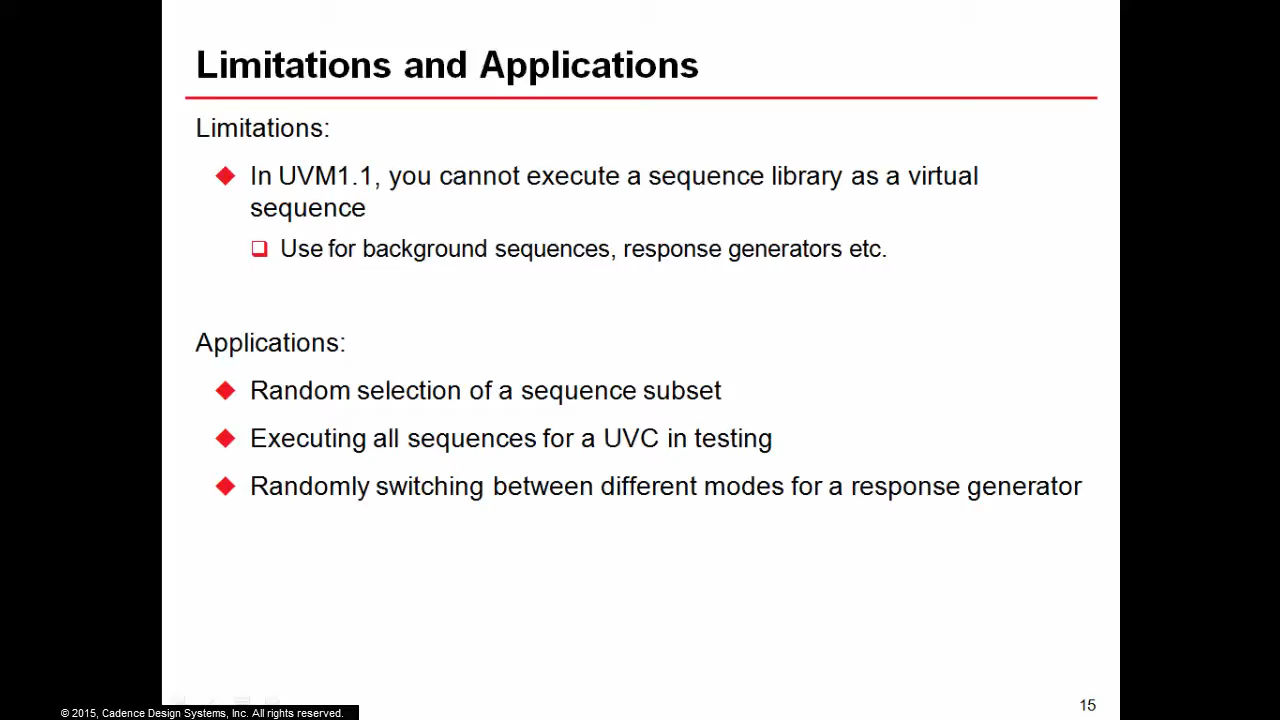 Limitations and Applications
Limitations:
In UVM1.1, you cannot execute a sequence library as a virtual
sequence
Use for background sequences, response generators etc.
Applications:
Random selection of a sequence subset
Executing all sequences for a UVC in testing
Randomly switching between different modes for a response generator
15
© 2015, Cadence Design Systems, Inc. All rights reserved.